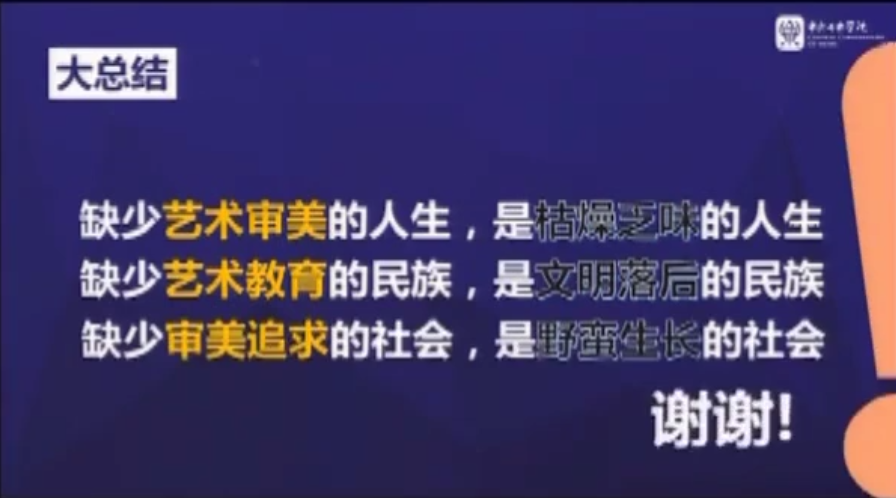 大总结
缺少艺术审美的人生，是枯燥乏味的人生
缺少艺术教育的民族，是文明落后的民族
缺少审美追求的社会，是野蛮生长的社会
谢谢!